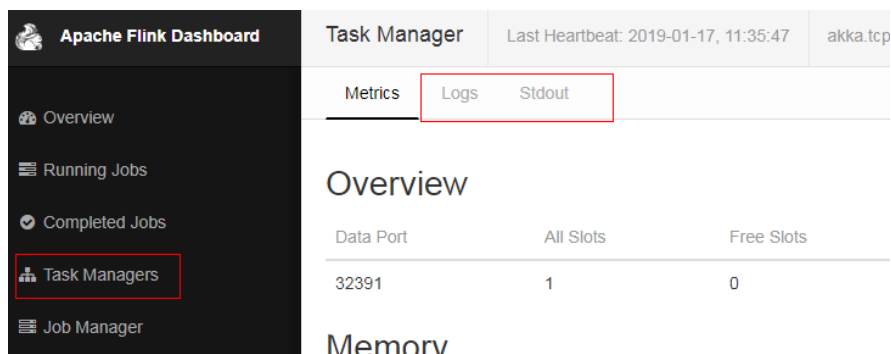 Apache Flink Dashboard
Overview
Running Jobs
Completed Jobs
Task Managers
Job Manager
Task Manager
Last Heartbeat: 2019-01-17, 11:35:47
akka.tcp
Metrics
Logs
Stdout
Overview
Data Port All Slots Free Slots
32391 1 0
Memory